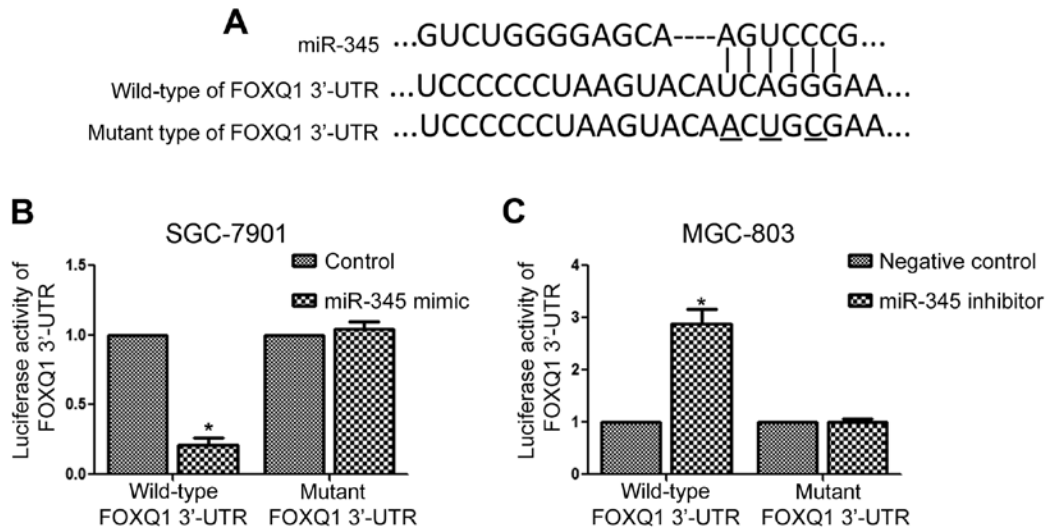 A
miR-345 ...GUCUGGGGAGCA----AGUCCCG...
Wild-type of FOXQ1 3'-UTR ...UCCCCCCUAAGUACAUCAGGGAA...
Mutant type of FOXQ1 3'-UTR ...UCCCCCCUAAGUACAACUGCGAA...
B
SGC-7901
Control
miR-345 mimic
Luciferase activity of
FOXQ1 3'-UTR
1.5
1.0
0.5
0.0
Wild-type
FOXQ1 3'-UTR
Mutant
FOXQ1 3'-UTR
*
C
MGC-803
Negative control
miR-345 inhibitor
Luciferase activity of
FOXQ1 3'-UTR
4
3
2
1
0
Wild-type
FOXQ1 3'-UTR
Mutant
FOXQ1 3'-UTR
*